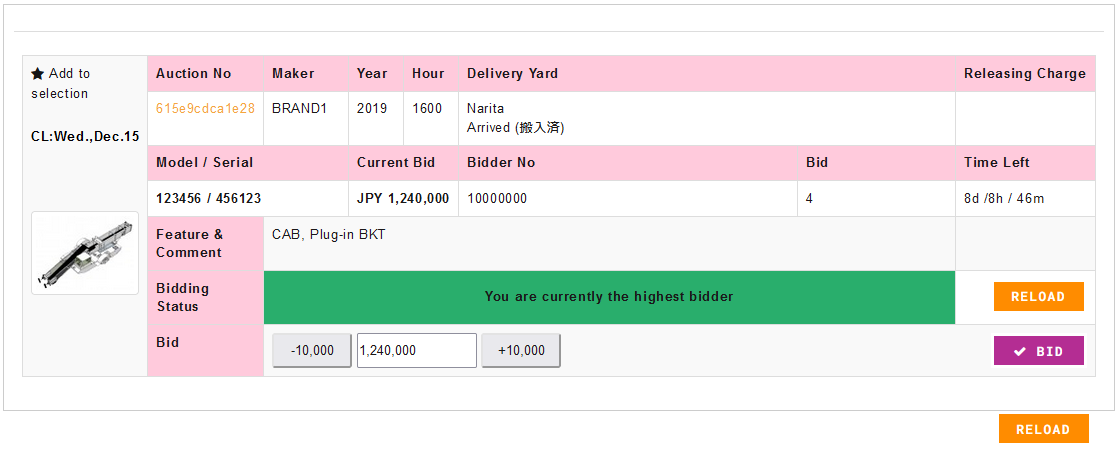 ★ Add to
selection
CL:Wed.,Dec.15
Auction No Maker Year Hour Delivery Yard Releasing Charge
615e9cdca1e28 BRAND1 2019 1600 Narita
Arrived (搬入済)
Model / Serial Current Bid Bidder No Bid Time Left
123456 / 456123 JPY 1,240,000 10000000 4 8d /8h / 46m
Feature &
Comment
CAB, Plug-in BKT
Bidding
Status
You are currently the highest bidder
RELOAD
Bid
-10,000 1,240,000 +10,000 ✔ BID
RELOAD